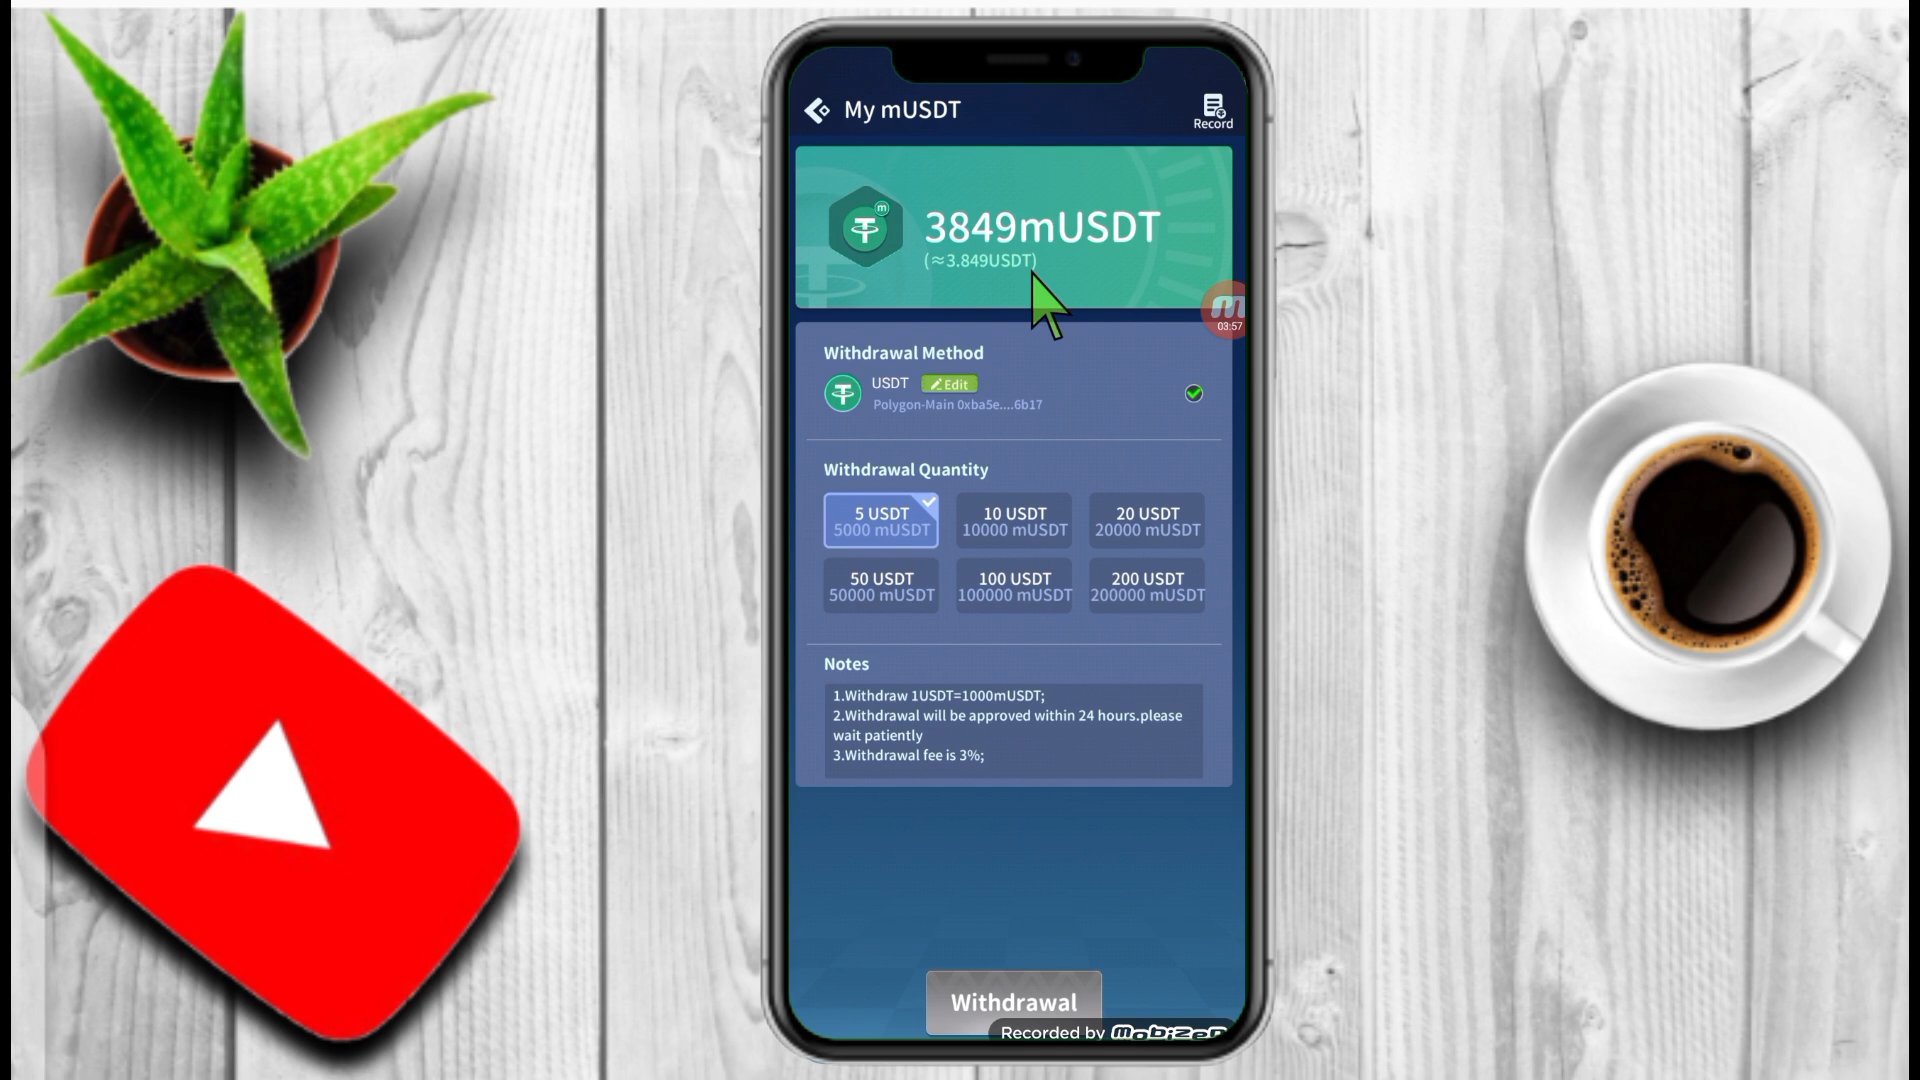 My mUSDT
Record
m
3849mUSDT
(≈3.849USDT)
m
03:57
Withdrawal Method
USDT
Edit
Polygon-Main 0xba5e....6b17
Withdrawal Quantity
5 USDT
5000 mUSDT
10 USDT
10000 mUSDT
20 USDT
20000 mUSDT
50 USDT
50000 mUSDT
100 USDT
100000 mUSDT
200 USDT
200000 mUSDT
Notes
1.Withdraw 1USDT=1000mUSDT;
2.Withdrawal will be approved within 24 hours.please
wait patiently
3.Withdrawal fee is 3%;
Withdrawal
Recorded by mobizen